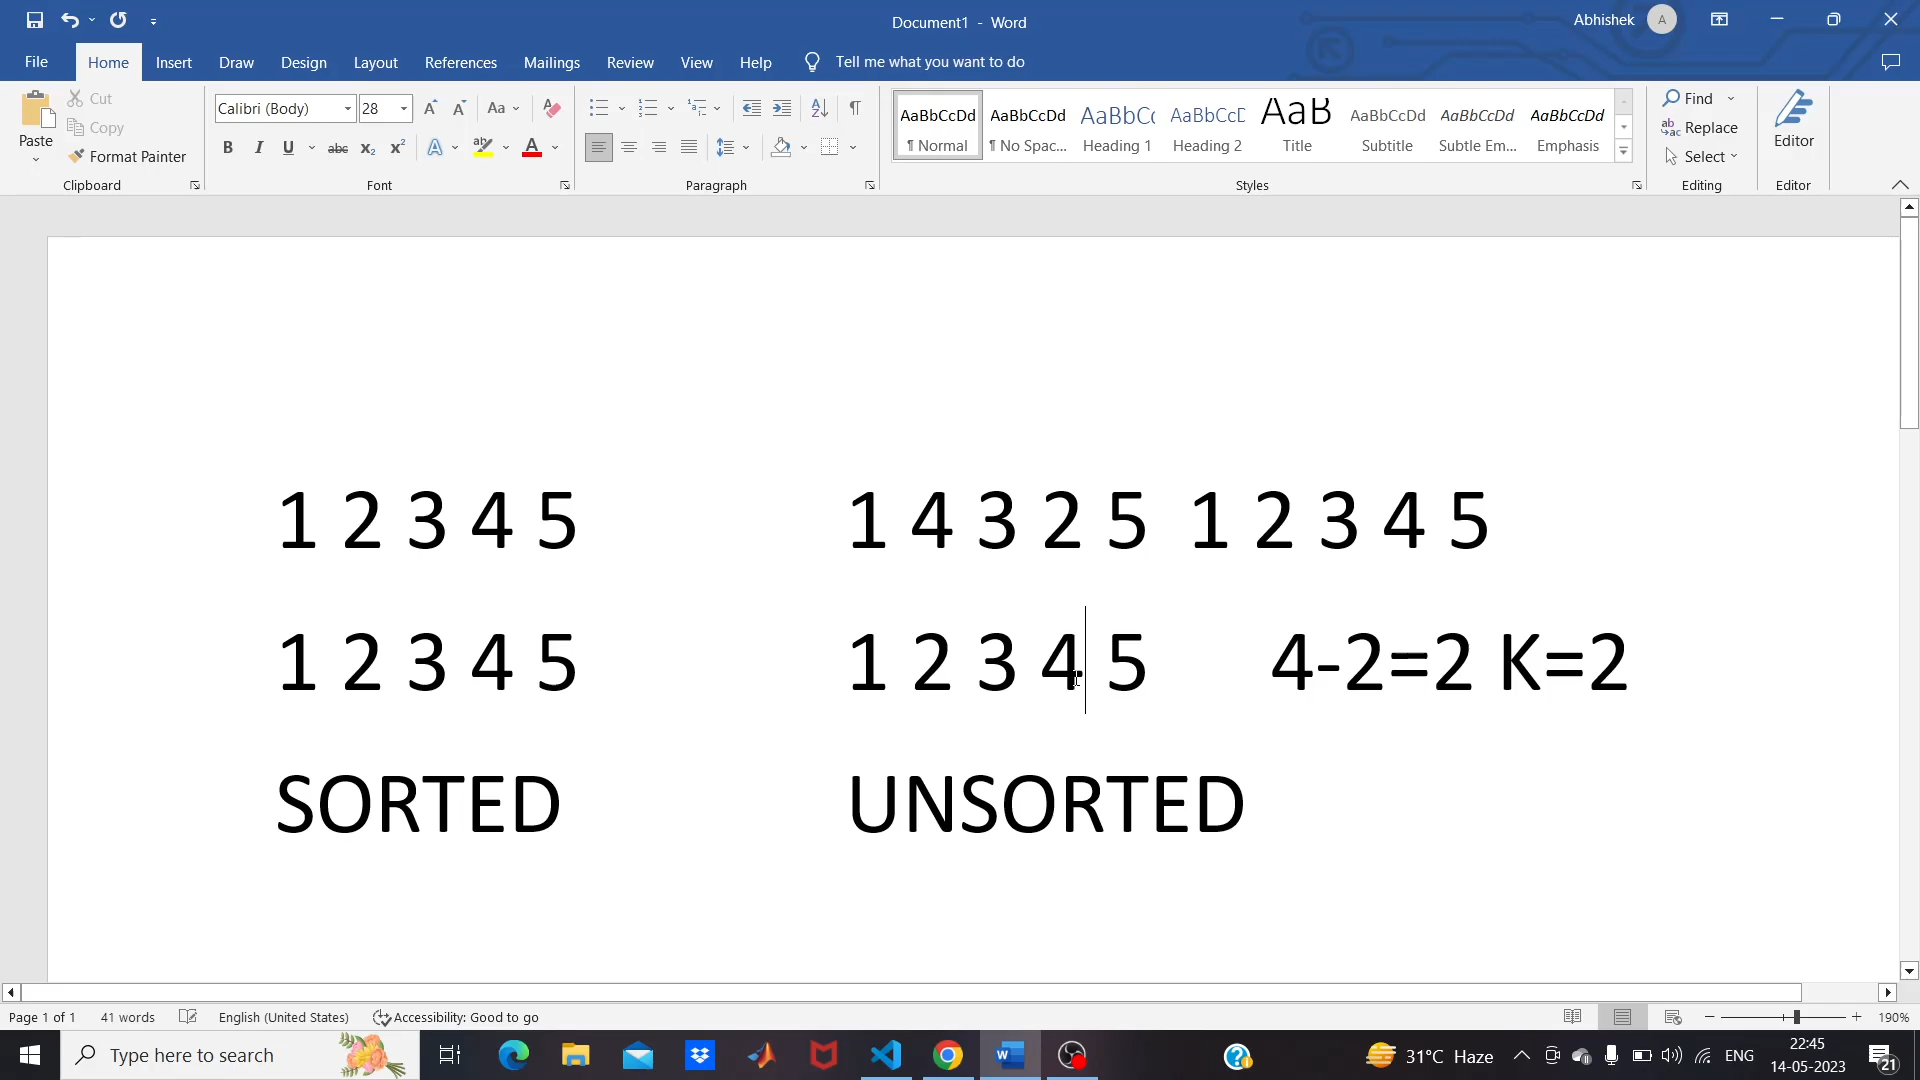 Document1 - Word
Abhishek
A
File Home Insert Draw Design Layout References Mailings Review View Help Tell me what you want to do
Paste
Cut
Copy
Format Painter
Clipboard
Calibri (Body) 28
Aa
Font
Paragraph
AaBbCcDd AaBbCcDd AaBbCc AaBbCcD AaB AaBbCcDd AaBbCcDd AaBbCcDd
¶ Normal ¶ No Spac... Heading 1 Heading 2 Title Subtitle Subtle Em... Emphasis
Styles
Find
Replace
Select
Editing
Editor
Editor
1 2 3 4 5 1 4 3 2 5 1 2 3 4 5
1 2 3 4 5 1 2 3 4 5 4-2=2 K=2
SORTED UNSORTED
Page 1 of 1 41 words English (United States) Accessibility: Good to go 190%
Type here to search
31°C Haze
ENG
22:45
14-05-2023
21